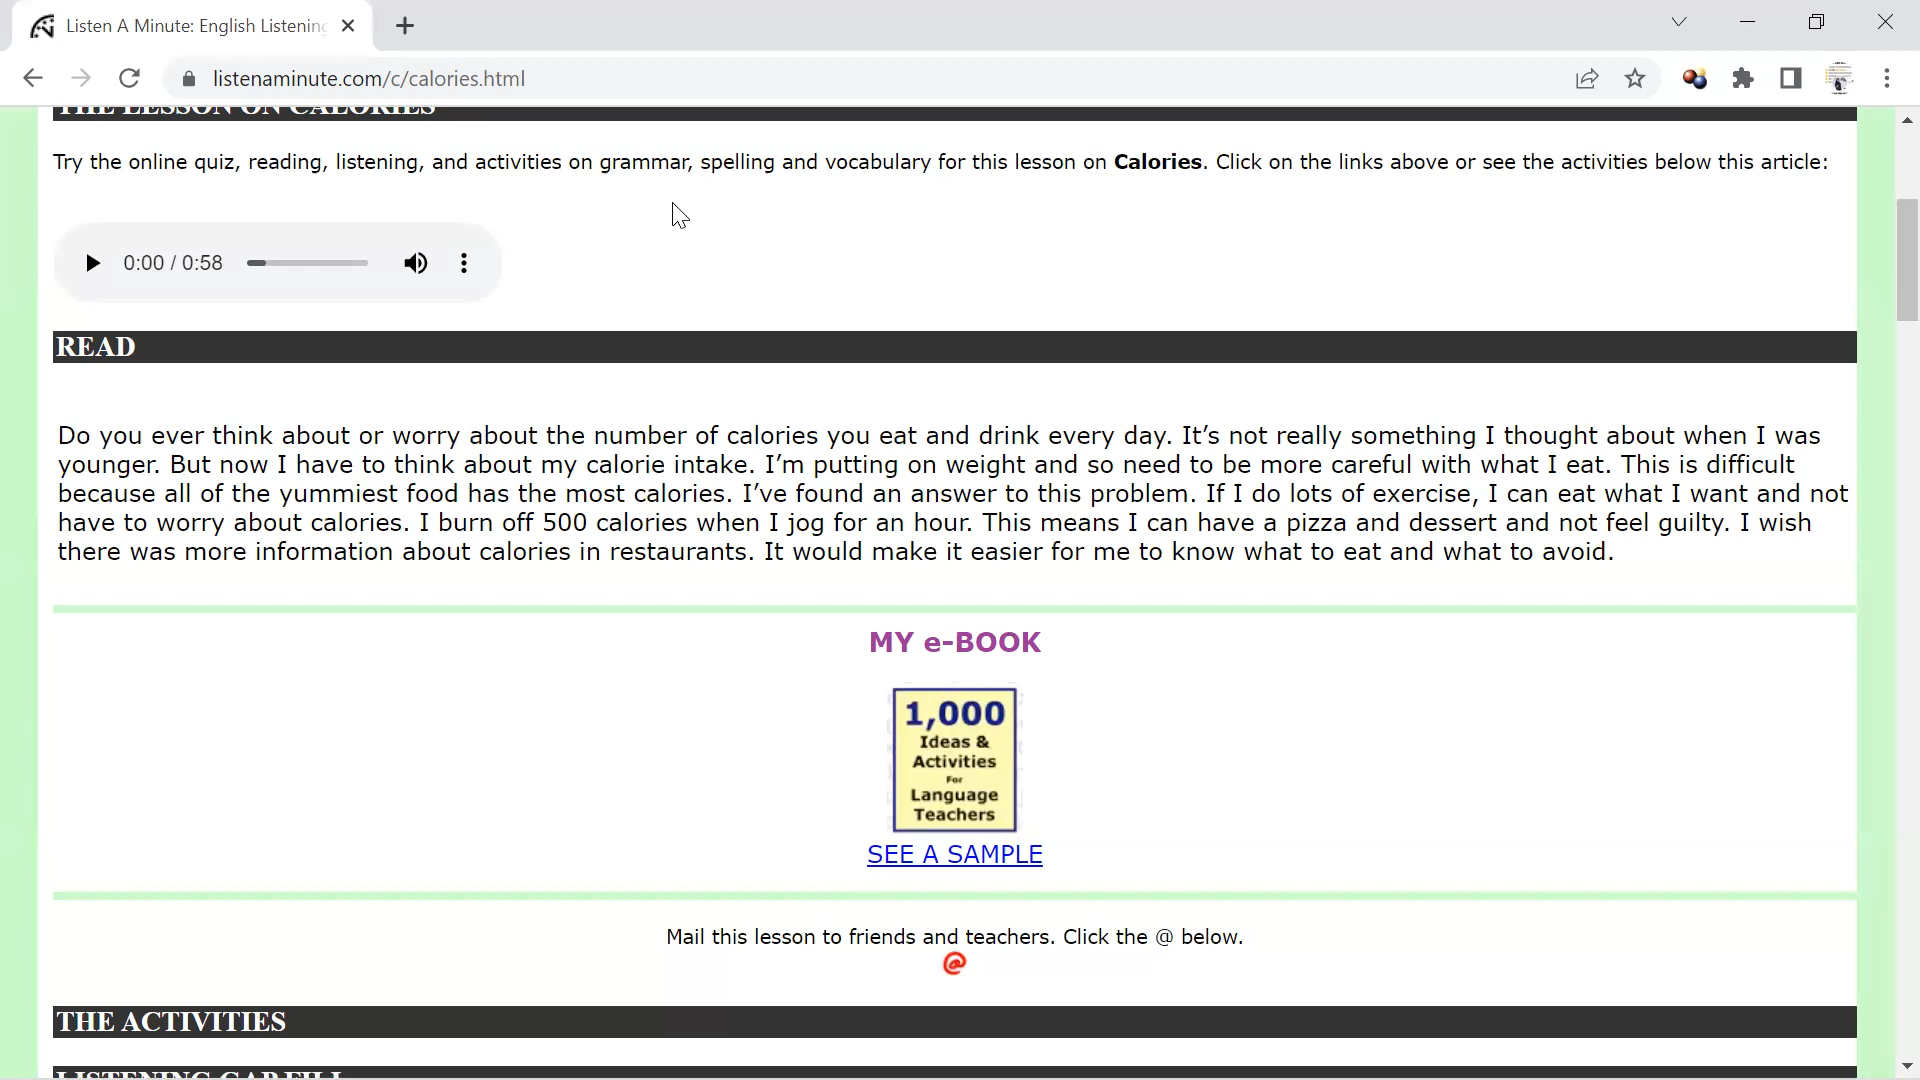 Listen A Minute: English Listening
listenaminute.com/c/calories.html
THE LESSON ON CALORIES
Try the online quiz, reading, listening, and activities on grammar, spelling and vocabulary for this lesson on Calories. Click on the links above or see the activities below this article:
0:00 / 0:58
READ
Do you ever think about or worry about the number of calories you eat and drink every day. It’s not really something I thought about when I was
younger. But now I have to think about my calorie intake. I’m putting on weight and so need to be more careful with what I eat. This is difficult
because all of the yummiest food has the most calories. I’ve found an answer to this problem. If I do lots of exercise, I can eat what I want and not
have to worry about calories. I burn off 500 calories when I jog for an hour. This means I can have a pizza and dessert and not feel guilty. I wish
there was more information about calories in restaurants. It would make it easier for me to know what to eat and what to avoid.
MY e-BOOK
1,000
Ideas &
Activities
For
Language
Teachers
SEE A SAMPLE
Mail this lesson to friends and teachers. Click the @ below.
@
THE ACTIVITIES
LISTENING GAP FILL